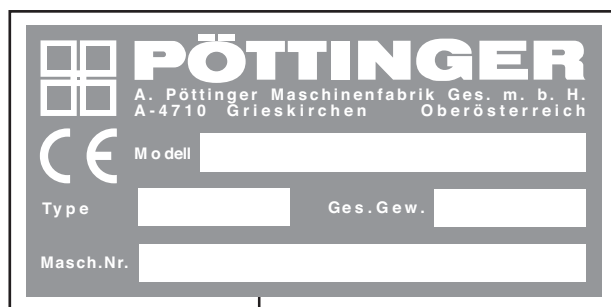 PÖTTINGER
A. Pöttinger Maschinenfabrik Ges. m. b. H.
A-4710 Grieskirchen Oberösterreich
CE Modell
Type Ges.Gew.
Masch.Nr.